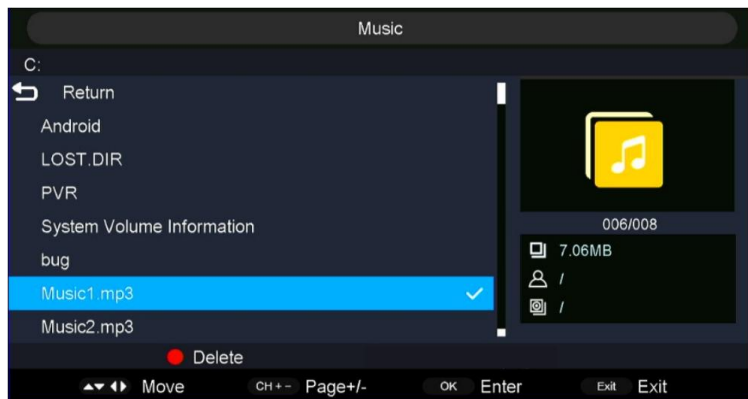 Music
C:
Return
Android
LOST.DIR
PVR
System Volume Information
bug
Music1.mp3
Music2.mp3
006/008
7.06MB
/
/
Delete
Move CH + - Page+/- OK Enter Exit Exit